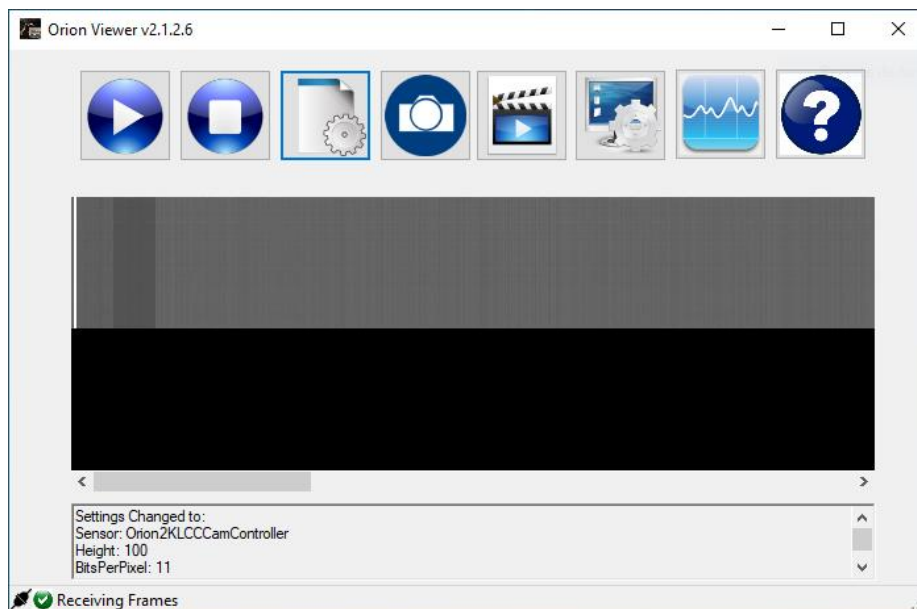 Orion Viewer v2.1.2.6
Settings Changed to:
Sensor: Orion2KLCCCamController
Height: 100
BitsPerPixel: 11
Receiving Frames